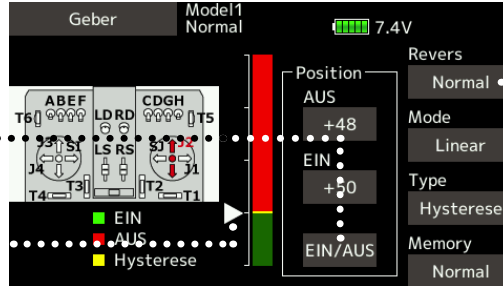 Geber
Model1
Normal
7.4V
Revers
Normal
Mode
Linear
Type
Hysterese
Memory
Normal
Position
AUS
+48
EIN
+50
EIN/AUS
ABEF
CDGH
T6
LD RD
T5
J3 S1
LS RS
SJ J2
J4
J1
T3
T2
T4
T1
EIN
AUS
Hysterese